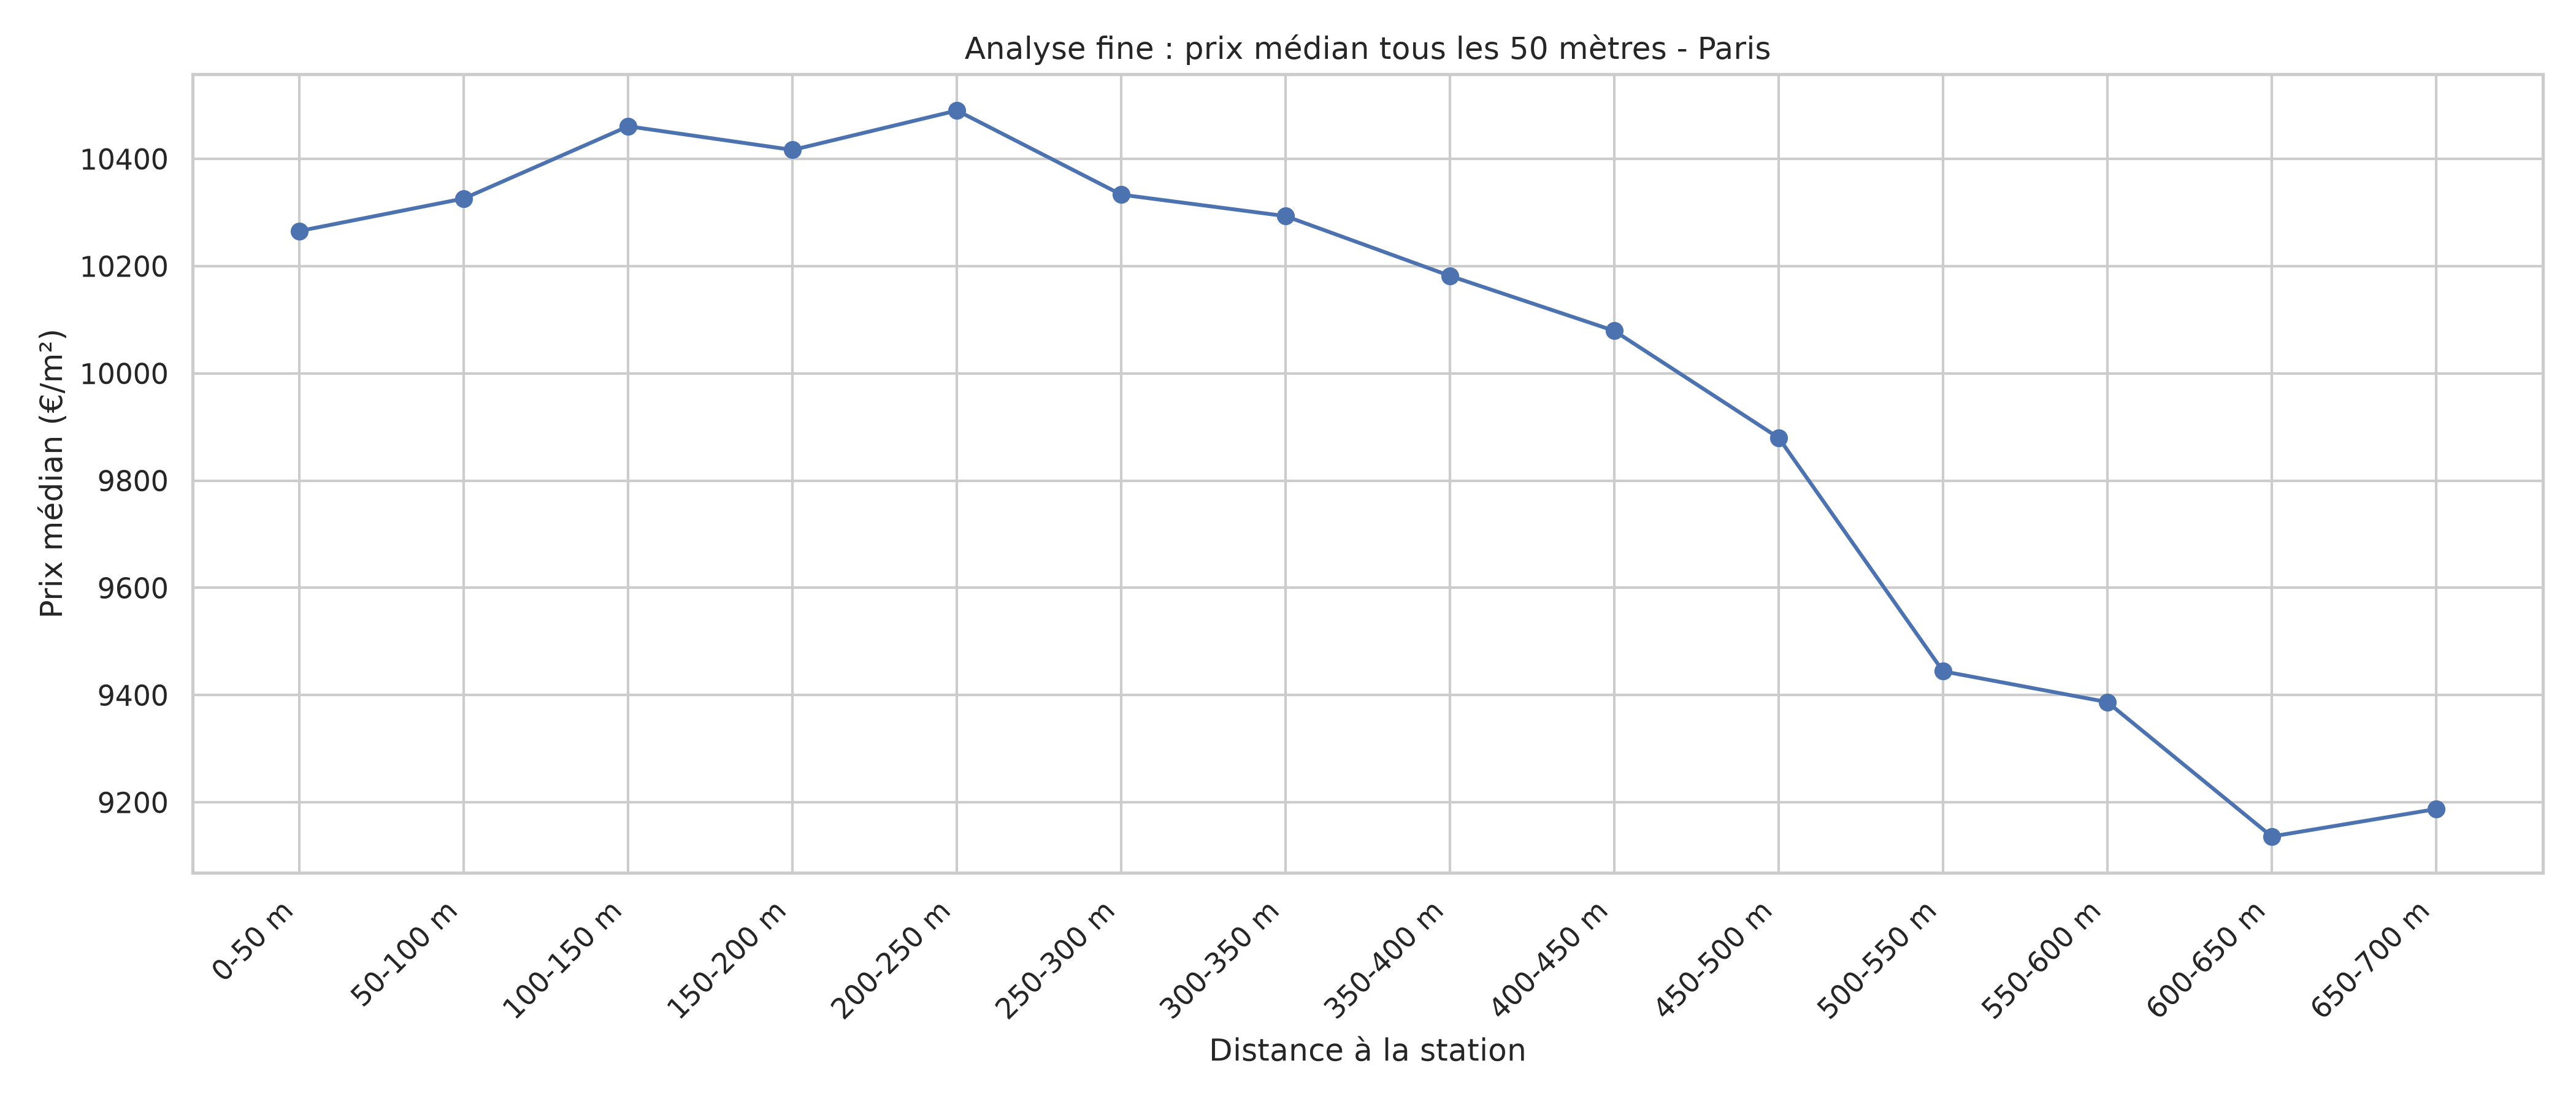 Analyse fine : prix médian tous les 50 mètres - Paris
Prix médian (€/m²)
10400
10200
10000
9800
9600
9400
9200
0-50 m
50-100 m
100-150 m
150-200 m
200-250 m
250-300 m
300-350 m
350-400 m
400-450 m
450-500 m
500-550 m
550-600 m
600-650 m
650-700 m
Distance à la station